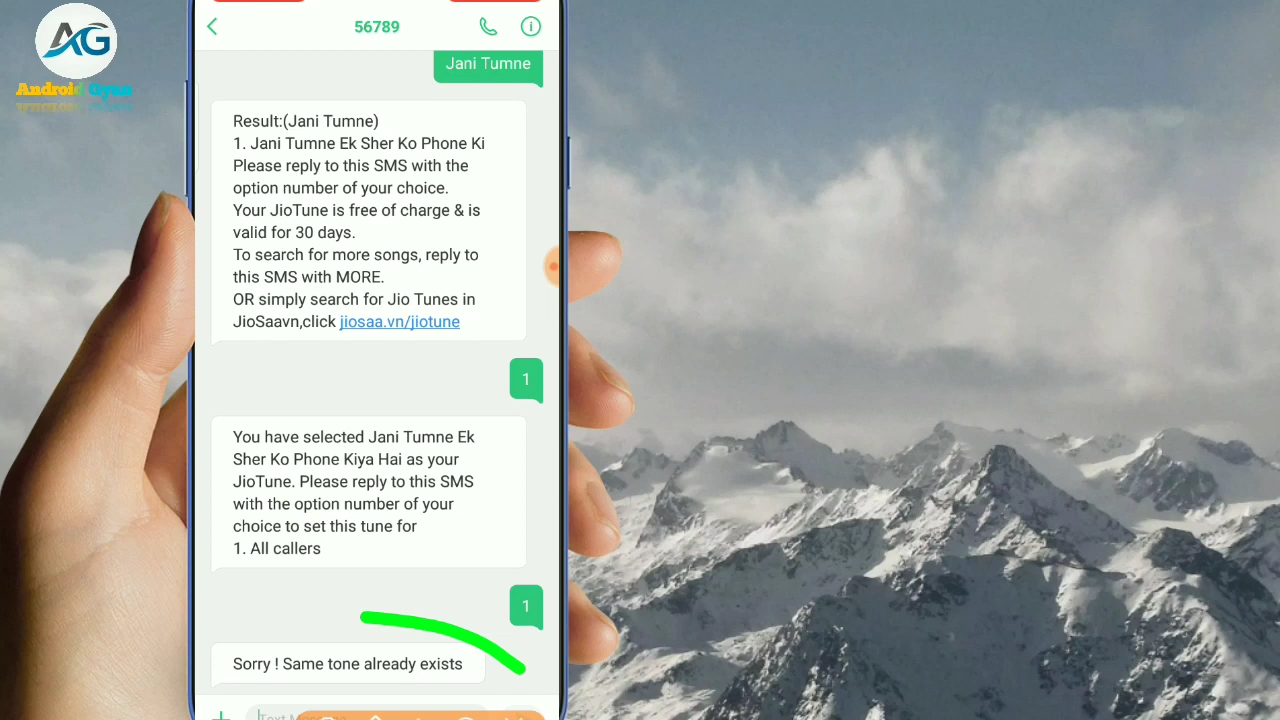 56789
AG
Android Gyan
Jani Tumne
Result:(Jani Tumne)
1. Jani Tumne Ek Sher Ko Phone Ki
Please reply to this SMS with the
option number of your choice.
Your JioTune is free of charge & is
valid for 30 days.
To search for more songs, reply to
this SMS with MORE.
OR simply search for Jio Tunes in
JioSaavn,click jiosaa.vn/jiotune
1
You have selected Jani Tumne Ek
Sher Ko Phone Kiya Hai as your
JioTune. Please reply to this SMS
with the option number of your
choice to set this tune for
1. All callers
1
Sorry ! Same tone already exists